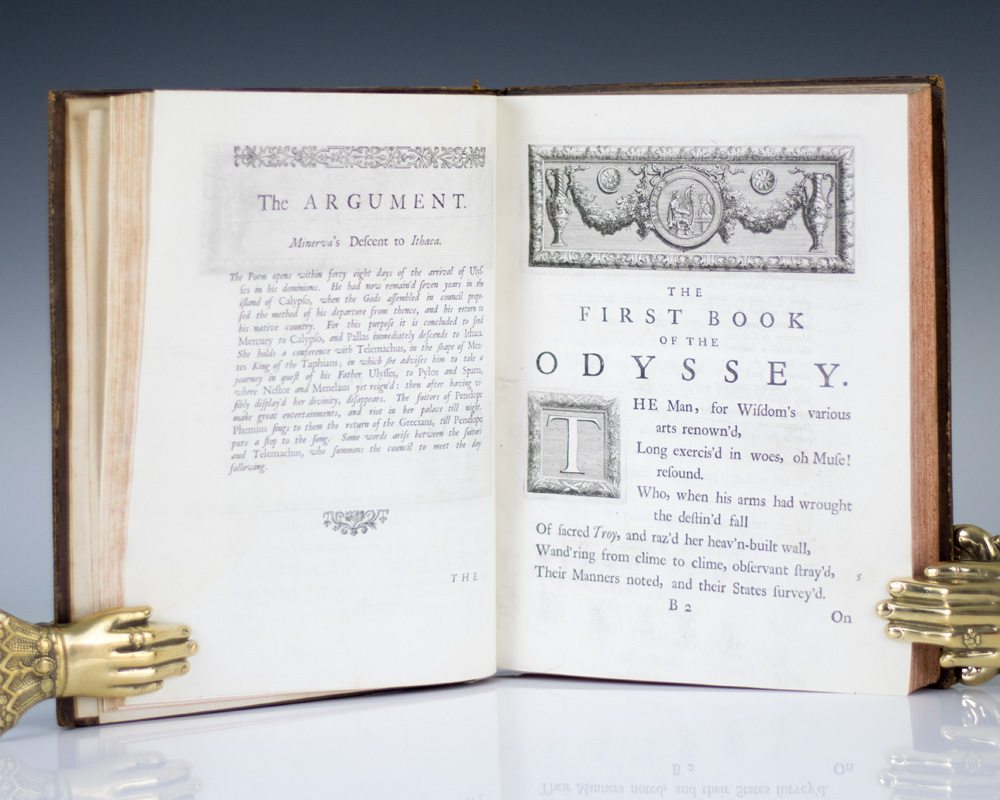 The ARGUMENT.
Minerva's Deſcent to Ithaca.
The Poem opens within forty eight days of the arrival of Ulyſ-
ſes in his dominions. He had now remain'd ſeven years in the
iſland of Calypſo, when the Gods aſſembled in council propo-
ſed the method of his departure from thence, and his return to
his native country. For this purpoſe it is concluded to ſend
Mercury to Calypſo, and Pallas immediately deſcends to Ithaca.
She holds a conference with Telemachus, in the ſhape of Men-
tes King of the Taphians; in which ſhe adviſes him to take a
journey in queſt of his Father Ulyſſes, to Pylos and Sparta,
where Neſtor and Menelaus yet reign'd: then after having vi-
ſibly diſplay'd her divinity, diſappears. The ſuitors of Penelope
make great entertainments, and riot in her palace till night.
Phemius ſings to them the return of the Grecians, till Penelope
puts a ſtop to the ſong. Some words ariſe between the ſuitors
and Telemachus, who ſummons the council to meet the day
following.
THE
THE
FIRST BOOK
OF THE
ODYSSEY.
THE Man, for Wiſdom's various
arts renown'd,
Long exercis'd in woes, oh Muſe!
reſound.
Who, when his arms had wrought
the deſtin'd fall
Of ſacred Troy, and raz'd her heav'n-built wall,
Wand'ring from clime to clime, obſervant ſtray'd, 5
Their Manners noted, and their States ſurvey'd.
B 2
On